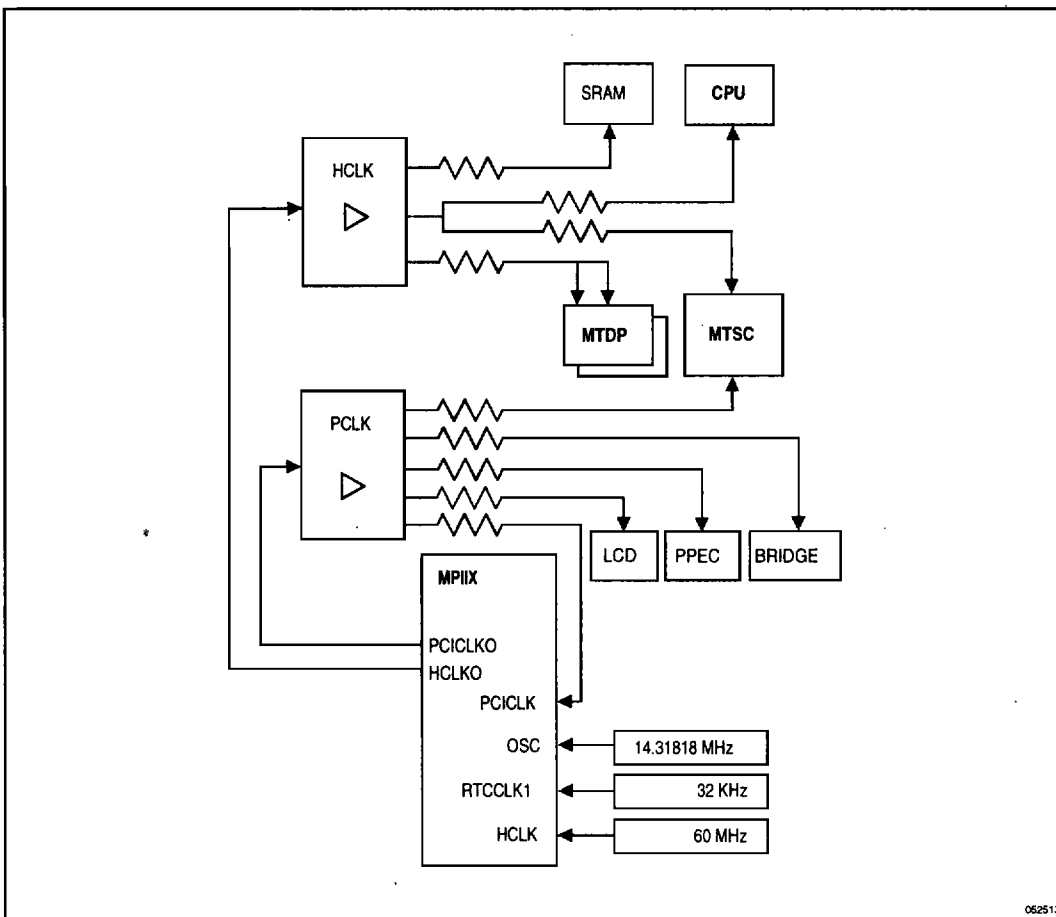 SRAM
CPU
HCLK
MTDP
MTSC
PCLK
LCD
PPEC
BRIDGE
MPIIX
PCICLKO
HCLKO
PCICLK
OSC
14.31818 MHz
RTCCLK1
32 KHz
HCLK
60 MHz